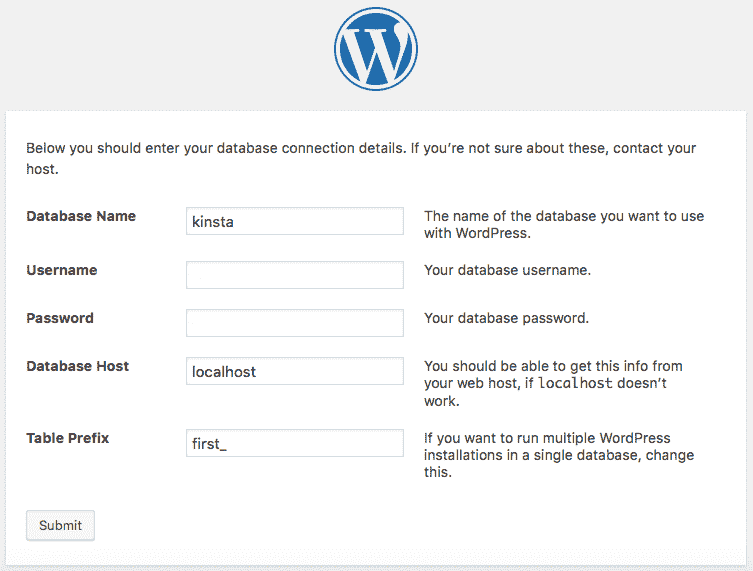 Below you should enter your database connection details. If you’re not sure about these, contact your
host.
Database Name
kinsta
The name of the database you want to use
with WordPress.
Username
Your database username.
Password
Your database password.
Database Host
localhost
You should be able to get this info from
your web host, if localhost doesn’t
work.
Table Prefix
first_
If you want to run multiple WordPress
installations in a single database, change
this.
Submit